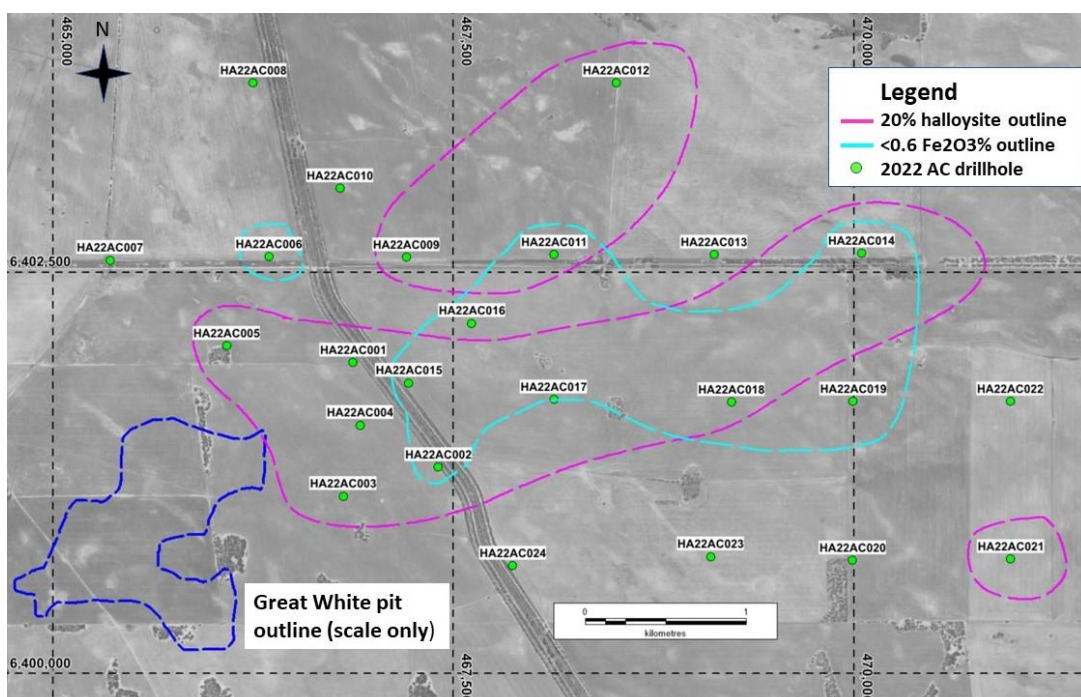 N
465,000
467,500
470,000
HA22AC008
HA22AC012
Legend
20% halloysite outline
<0.6 Fe2O3% outline
2022 AC drillhole
HA22AC010
HA22AC007
HA22AC006
HA22AC009
HA22AC011
HA22AC013
HA22AC014
6,402,500
HA22AC016
HA22AC005
HA22AC001
HA22AC015
HA22AC017
HA22AC018
HA22AC019
HA22AC022
HA22AC004
HA22AC002
HA22AC003
HA22AC024
HA22AC023
HA22AC020
HA22AC021
Great White pit
outline (scale only)
0 1
kilometres
6,400,000
467,500
470,000